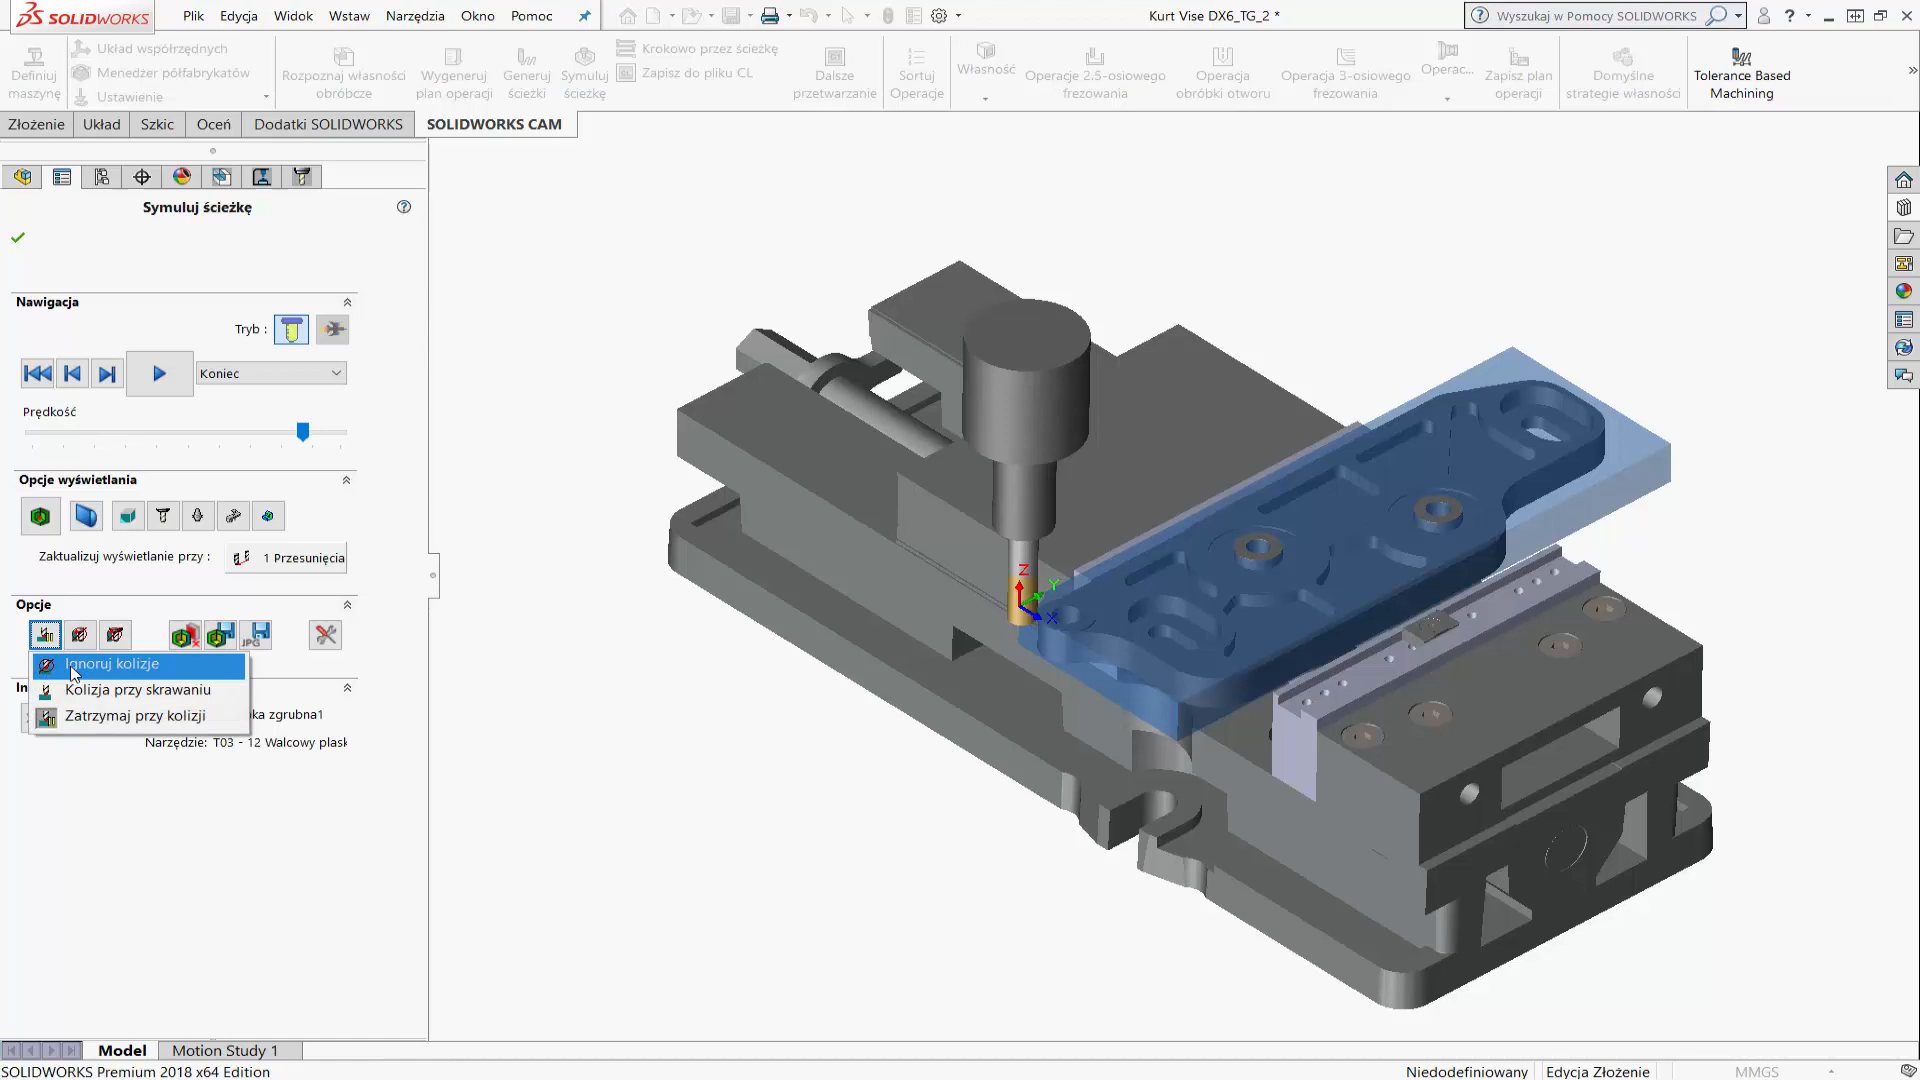 SOLIDWORKS
Plik Edycja Widok Wstaw Narzędzia Okno Pomoc
Kurt Vise DX6_TG_2 *
Wyszukaj w Pomocy SOLIDWORKS
Definiuj
maszynę
Układ współrzędnych
Menedżer półfabrykatów
Ustawienie
Rozpoznaj własności
obróbcze
Wygeneruj
plan operacji
Generuj
ścieżki
Symuluj
ścieżkę
Krokowo przez ścieżkę
Zapisz do pliku CL
Dalsze
przetwarzanie
Sortuj
Operacje
Własność
Operacje 2.5-osiowego
frezowania
Operacja
obróbki otworu
Operacja 3-osiowego
frezowania
Operac...
Zapisz plan
operacji
Domyślne
strategie własności
Tolerance Based
Machining
Złożenie Układ Szkic Oceń Dodatki SOLIDWORKS SOLIDWORKS CAM
Symuluj ścieżkę
Nawigacja
Tryb :
Koniec
Prędkość
Opcje wyświetlania
Zaktualizuj wyświetlanie przy : 1 Przesunięcia
Opcje
JPG
Ignoruj kolizje
Kolizja przy skrawaniu
Zatrzymaj przy kolizji
In
ka zgrubna1
Narzędzie: T03 - 12 Walcowy plask
Z
Y
X
Model Motion Study 1
SOLIDWORKS Premium 2018 x64 Edition
Niedodefiniowany Edycja Złożenie MMGS